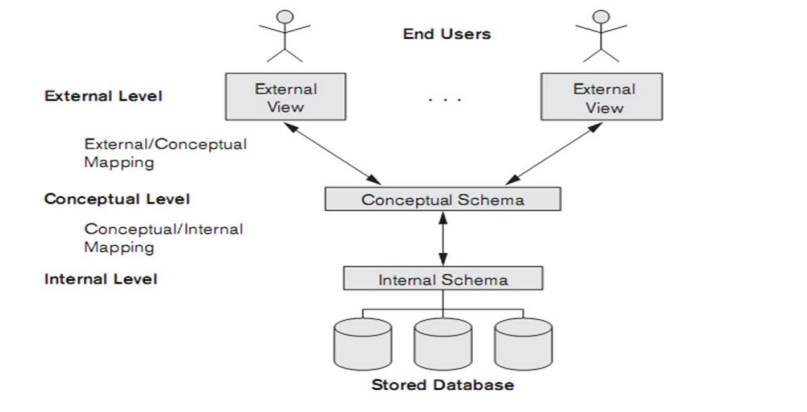 End Users
External Level
External
View
. . .
External
View
External/Conceptual
Mapping
Conceptual Level
Conceptual Schema
Conceptual/Internal
Mapping
Internal Level
Internal Schema
Stored Database